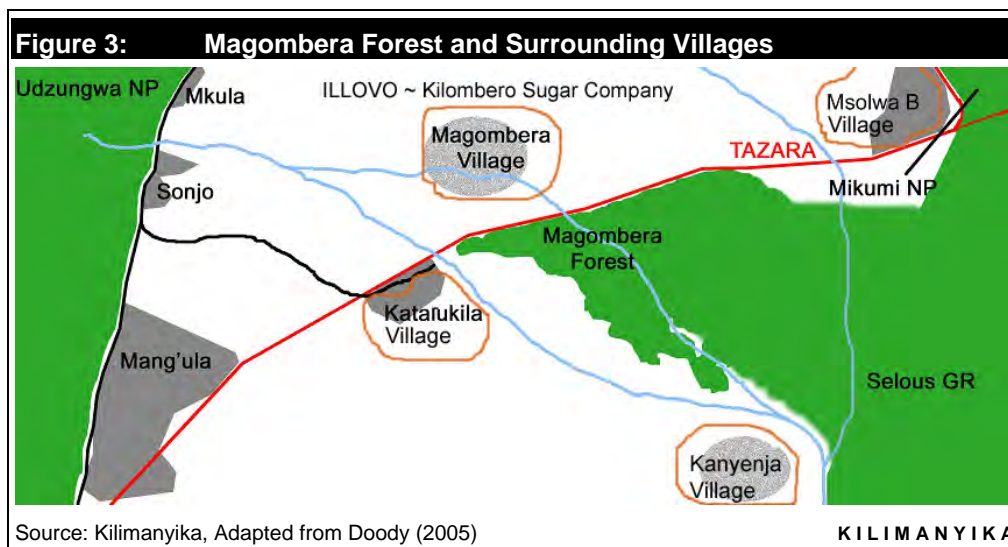 Figure 3: Magombera Forest and Surrounding Villages
Udzungwa NP
Mkula
ILLOVO ~ Kilombero Sugar Company
Msolwa B
Village
Magombera
Village
TAZARA
Mikumi NP
Sonjo
Magombera
Forest
Katarukila
Village
Mang'ula
Selous GR
Kanyenja
Village
Source: Kilimanyika, Adapted from Doody (2005)
KILIMANYIKA